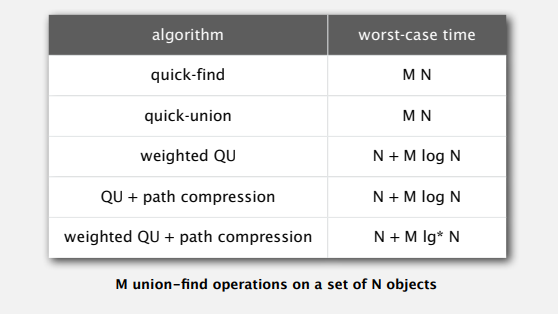 algorithm worst-case time
quick-find M N
quick-union M N
weighted QU N + M log N
QU + path compression N + M log N
weighted QU + path compression N + M lg* N
M union-find operations on a set of N objects